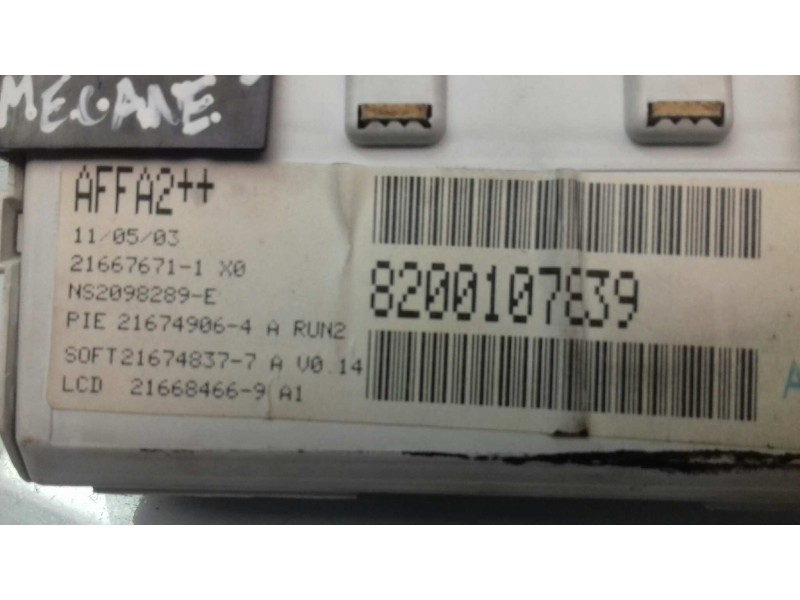 MEGANE
AFFA2++
11/05/03
21667671-1 X0
NS2098289-E
PIE 21674906-4 A RUN2
SOFT21674837-7 A V0.14
LCD 21668466-9 A1
8200107839
A